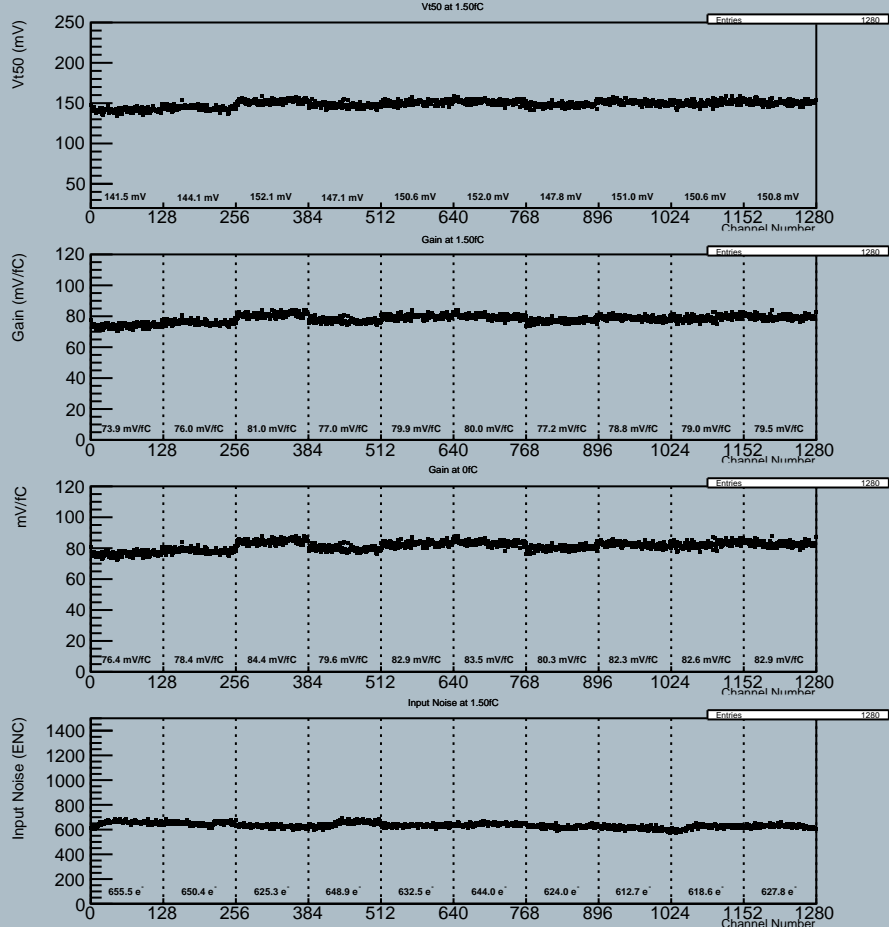 Vt50 at 1.50fC
Entries 1280
Vt50 (mV)
250
200
150
100
50
141.5 mV 144.1 mV 152.1 mV 147.1 mV 150.6 mV 152.0 mV 147.8 mV 151.0 mV 150.6 mV 150.8 mV
0 128 256 384 512 640 768 896 1024 1152 1280
Channel Number
Gain at 1.50fC
Entries 1280
Gain (mV/fC)
120
100
80
60
40
20
0
73.9 mV/fC 76.0 mV/fC 81.0 mV/fC 77.0 mV/fC 79.9 mV/fC 80.0 mV/fC 77.2 mV/fC 78.8 mV/fC 79.0 mV/fC 79.5 mV/fC
0 128 256 384 512 640 768 896 1024 1152 1280
Channel Number
Gain at 0fC
Entries 1280
mV/fC
120
100
80
60
40
20
0
76.4 mV/fC 78.4 mV/fC 84.4 mV/fC 79.6 mV/fC 82.9 mV/fC 83.5 mV/fC 80.3 mV/fC 82.3 mV/fC 82.6 mV/fC 82.9 mV/fC
0 128 256 384 512 640 768 896 1024 1152 1280
Channel Number
Input Noise at 1.50fC
Entries 1280
Input Noise (ENC)
1400
1200
1000
800
600
400
200
0
655.5 e⁻ 650.4 e⁻ 625.3 e⁻ 648.9 e⁻ 632.5 e⁻ 644.0 e⁻ 624.0 e⁻ 612.7 e⁻ 618.6 e⁻ 627.8 e⁻
0 128 256 384 512 640 768 896 1024 1152 1280
Channel Number